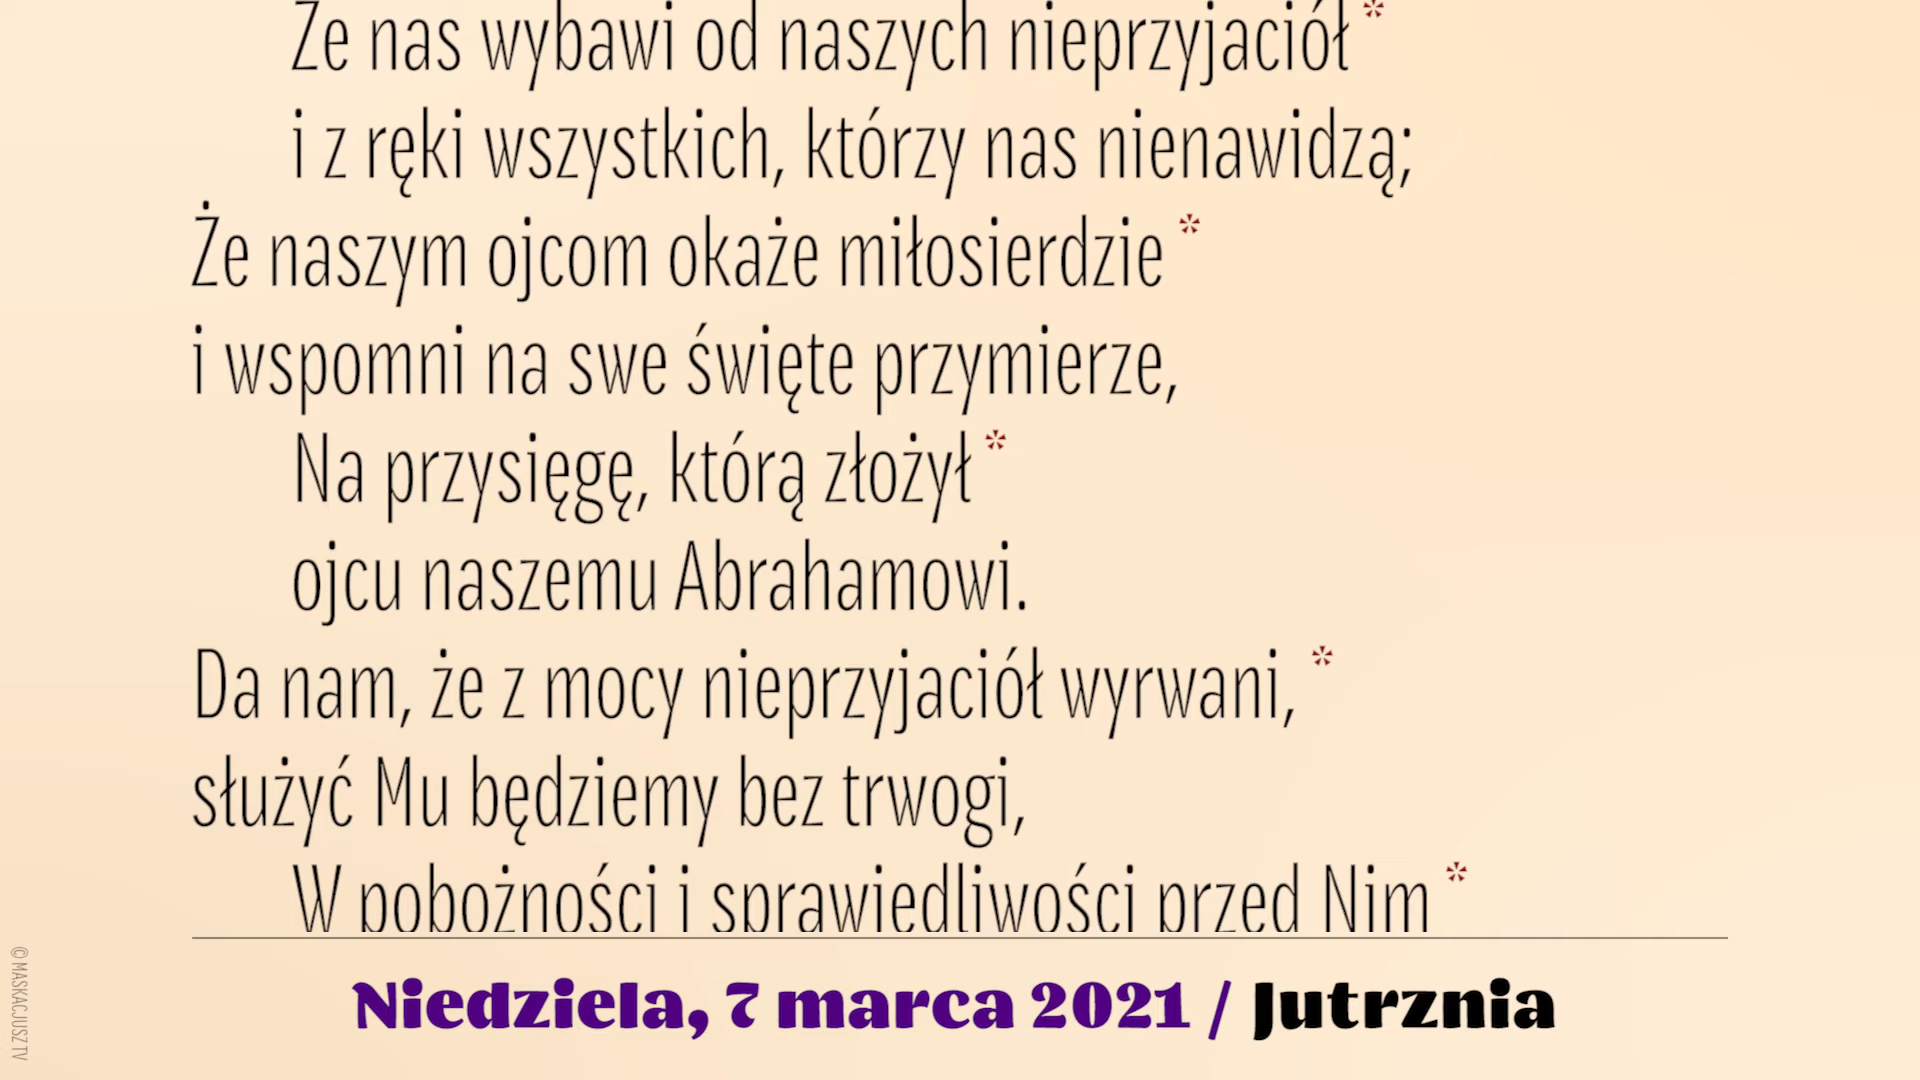 Że nas wybawi od naszych nieprzyjaciół *
i z ręki wszystkich, którzy nas nienawidzą;
Że naszym ojcom okaże miłosierdzie *
i wspomni na swe święte przymierze,
Na przysięgę, którą złożył *
ojcu naszemu Abrahamowi.
Da nam, że z mocy nieprzyjaciół wyrwani, *
służyć Mu będziemy bez trwogi,
W pobożności i sprawiedliwości przed Nim *
Niedziela, 7 marca 2021 / Jutrznia
© MASKACJUSZ TV